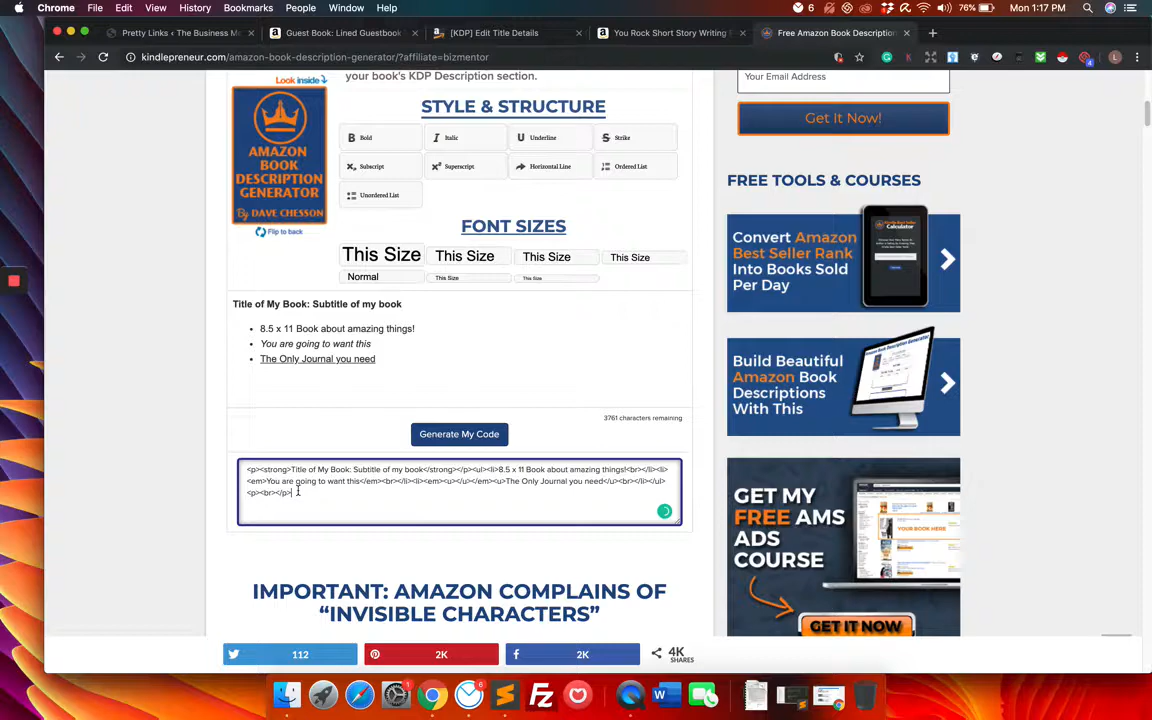 Chrome File Edit View History Bookmarks People Window Help
6 76% Mon 1:17 PM
Pretty Links ‹ The Business M
Guest Book: Lined Guestbook
[KDP] Edit Title Details
You Rock Short Story Writing
Free Amazon Book Description
kindlepreneur.com/amazon-book-description-generator/?affiliate=bizmentor
your book's KDP Description section.
Look inside
AMAZON
BOOK
DESCRIPTION
GENERATOR
By DAVE CHESSON
Flip to back
STYLE & STRUCTURE
B Bold
I Italic
U Underline
S Strike
Subscript
Superscript
Horizontal Line
Ordered List
Unordered List
FONT SIZES
This Size
This Size
This Size
This Size
Normal
This Size
This Size
Title of My Book: Subtitle of my book
• 8.5 x 11 Book about amazing things!
• You are going to want this
• The Only Journal you need
3761 characters remaining
Generate My Code
<p><strong>Title of My Book: Subtitle of my book</strong></p><ul><li>8.5 x 11 Book about amazing things!<br></li><li>
<em>You are going to want this</em><br></li><li><em><u></u></em><u>The Only Journal you need</u><br></li></ul>
<p><br></p>
IMPORTANT: AMAZON COMPLAINS OF
“INVISIBLE CHARACTERS”
112
2K
2K
4K
SHARES
Your Email Address
Get It Now!
FREE TOOLS & COURSES
Convert Amazon
Best Seller Rank
Into Books Sold
Per Day
Build Beautiful
Amazon Book
Descriptions
With This
GET MY
FREE AMS
ADS
COURSE
YOUR BOOK HERE
GET IT NOW